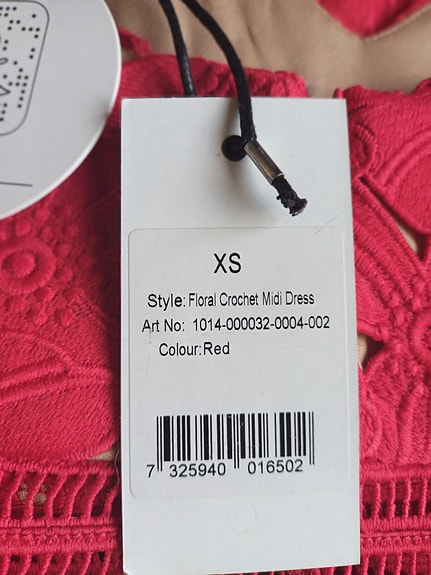 XS
Style: Floral Crochet Midi Dress
Art No: 1014-000032-0004-002
Colour:Red
7 325940 016502